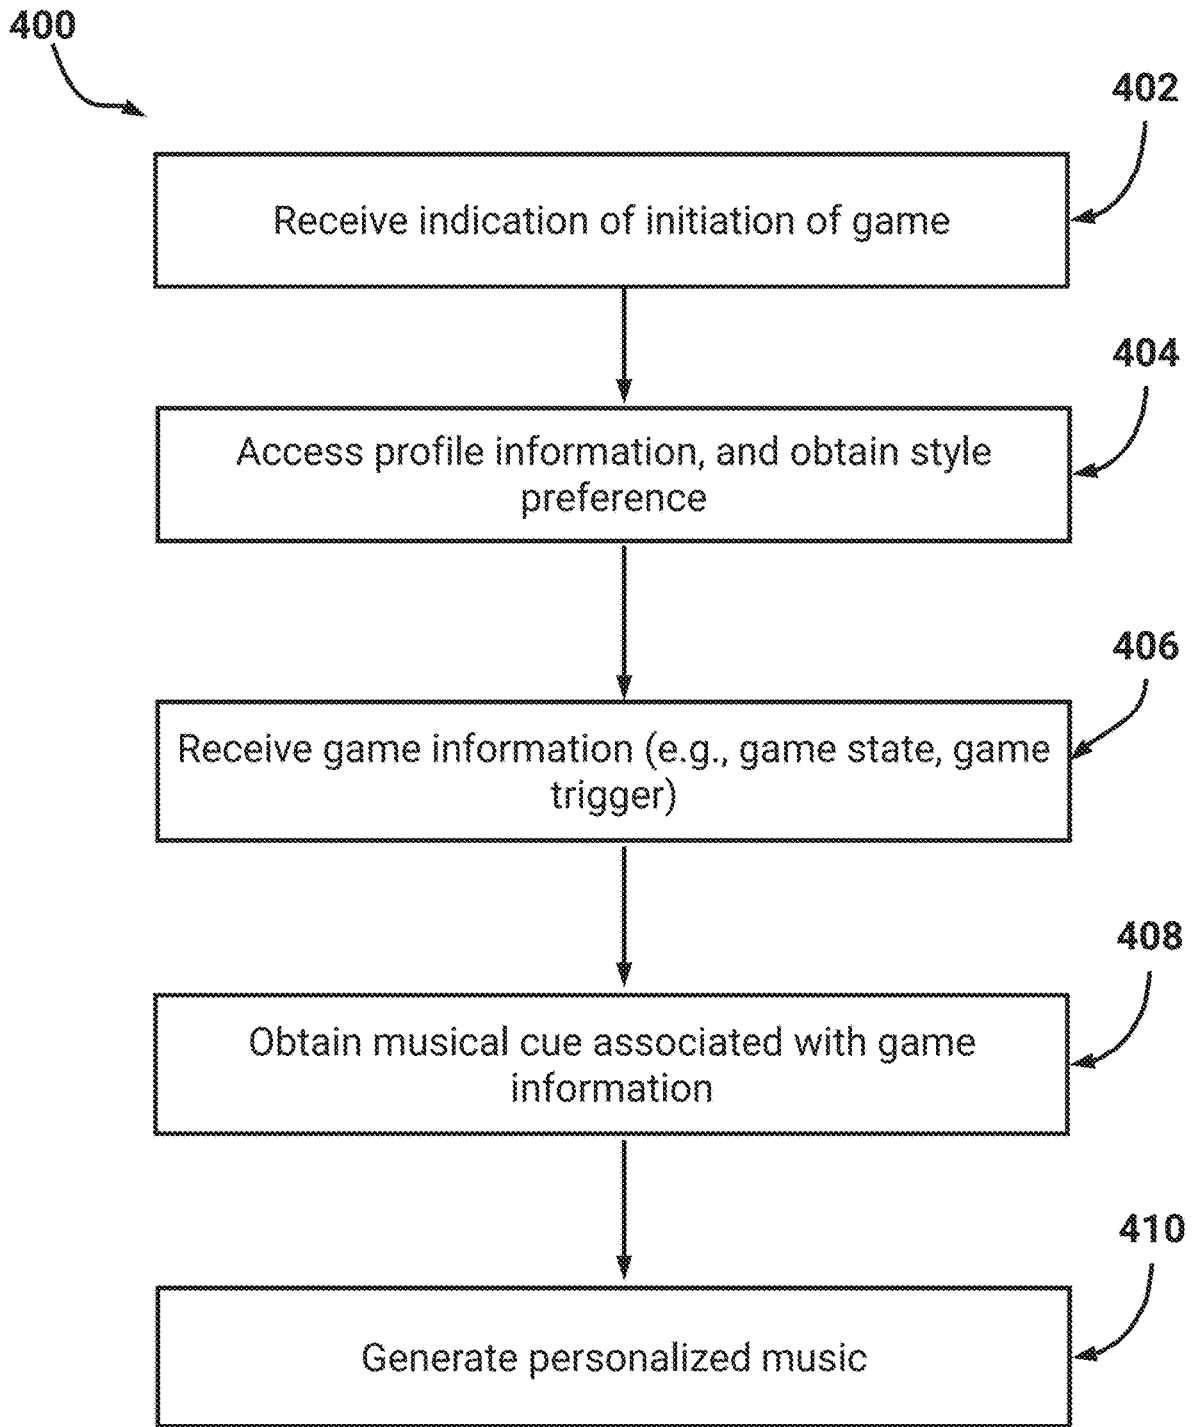 400
402
Receive indication of initiation of game
404
Access profile information, and obtain style
preference
406
Receive game information (e.g., game state, game
trigger)
408
Obtain musical cue associated with game
information
410
Generate personalized music